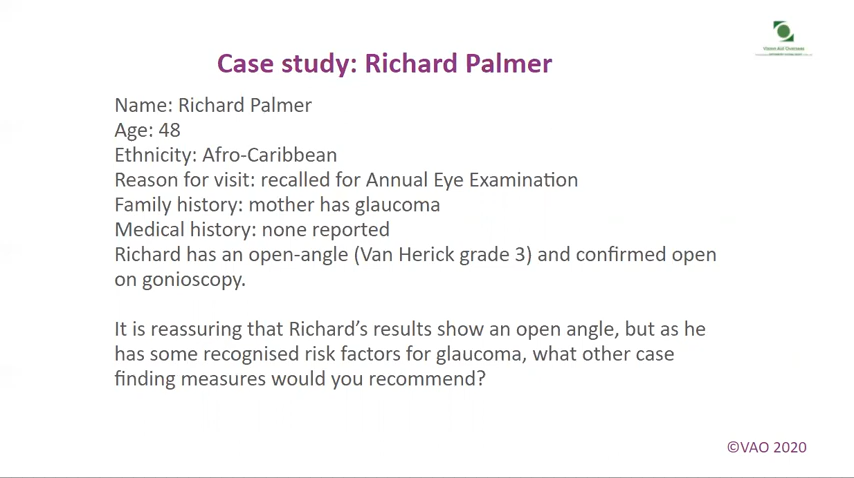 Case study: Richard Palmer
Vision Aid Overseas
Name: Richard Palmer
Age: 48
Ethnicity: Afro-Caribbean
Reason for visit: recalled for Annual Eye Examination
Family history: mother has glaucoma
Medical history: none reported
Richard has an open-angle (Van Herick grade 3) and confirmed open
on gonioscopy.
It is reassuring that Richard's results show an open angle, but as he
has some recognised risk factors for glaucoma, what other case
finding measures would you recommend?
©VAO 2020